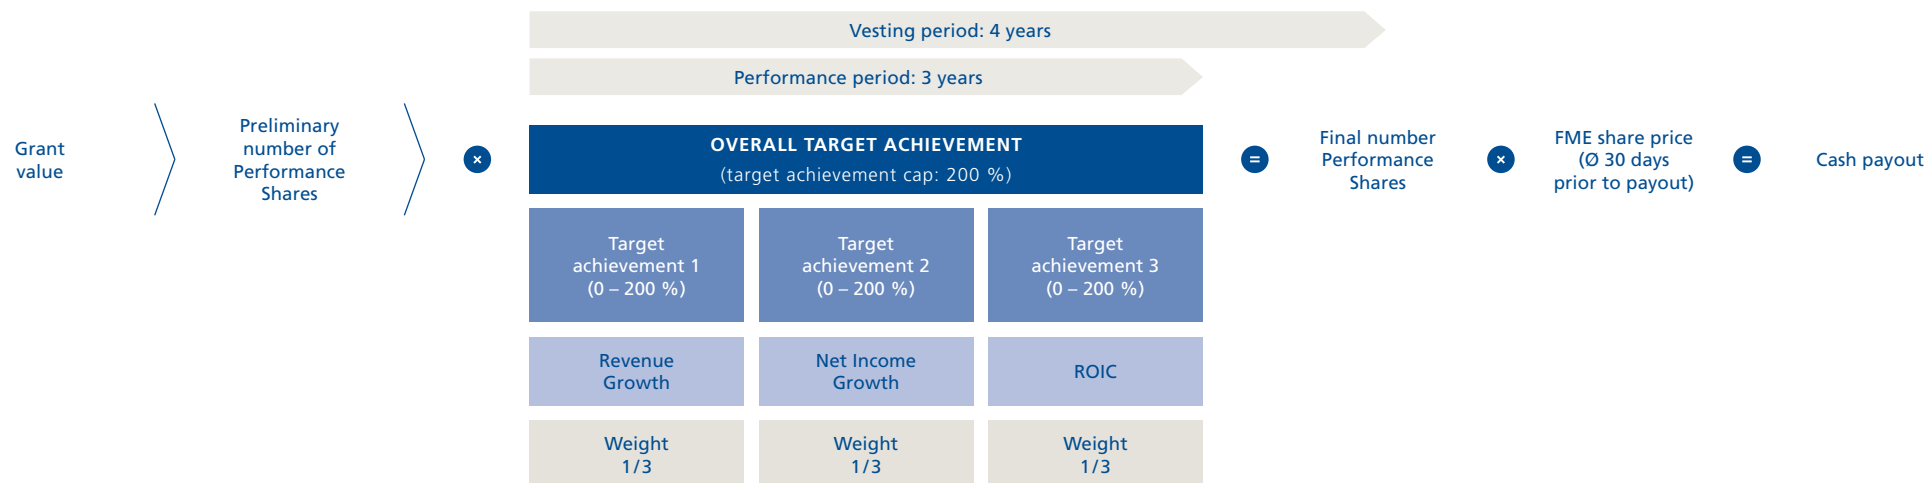 Vesting period: 4 years
Performance period: 3 years
Grant
value
Preliminary
number of
Performance
Shares
×
OVERALL TARGET ACHIEVEMENT
(target achievement cap: 200 %)
=
Final number
Performance
Shares
×
FME share price
(Ø 30 days
prior to payout)
=
Cash payout
Target
achievement 1
(0 – 200 %)
Target
achievement 2
(0 – 200 %)
Target
achievement 3
(0 – 200 %)
Revenue
Growth
Net Income
Growth
ROIC
Weight
1/3
Weight
1/3
Weight
1/3